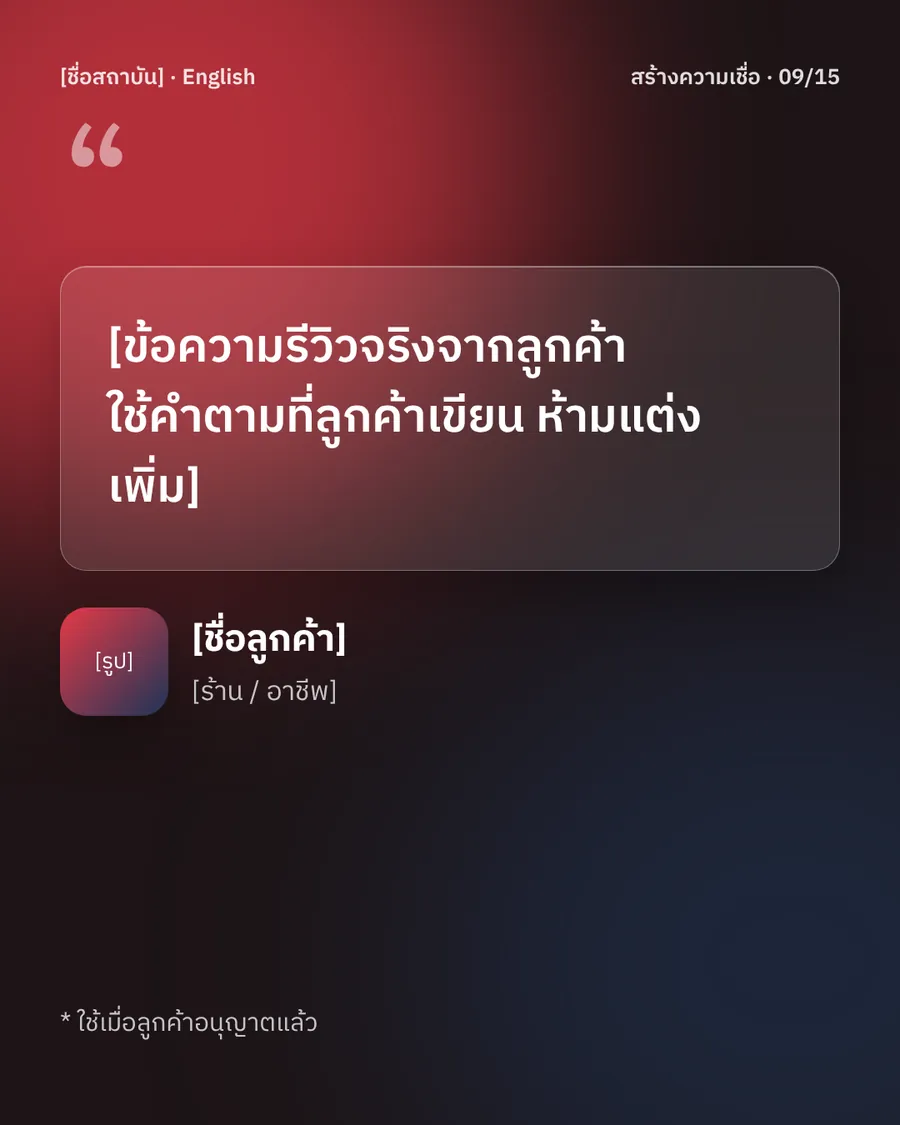 [ชื่อสถาบัน] · English
สร้างความเชื่อ · 09/15
“
[ข้อความรีวิวจริงจากลูกค้า
ใช้คำตามที่ลูกค้าเขียน ห้ามแต่ง
เพิ่ม]
[รูป]
[ชื่อลูกค้า]
[ร้าน / อาชีพ]
* ใช้เมื่อลูกค้าอนุญาตแล้ว